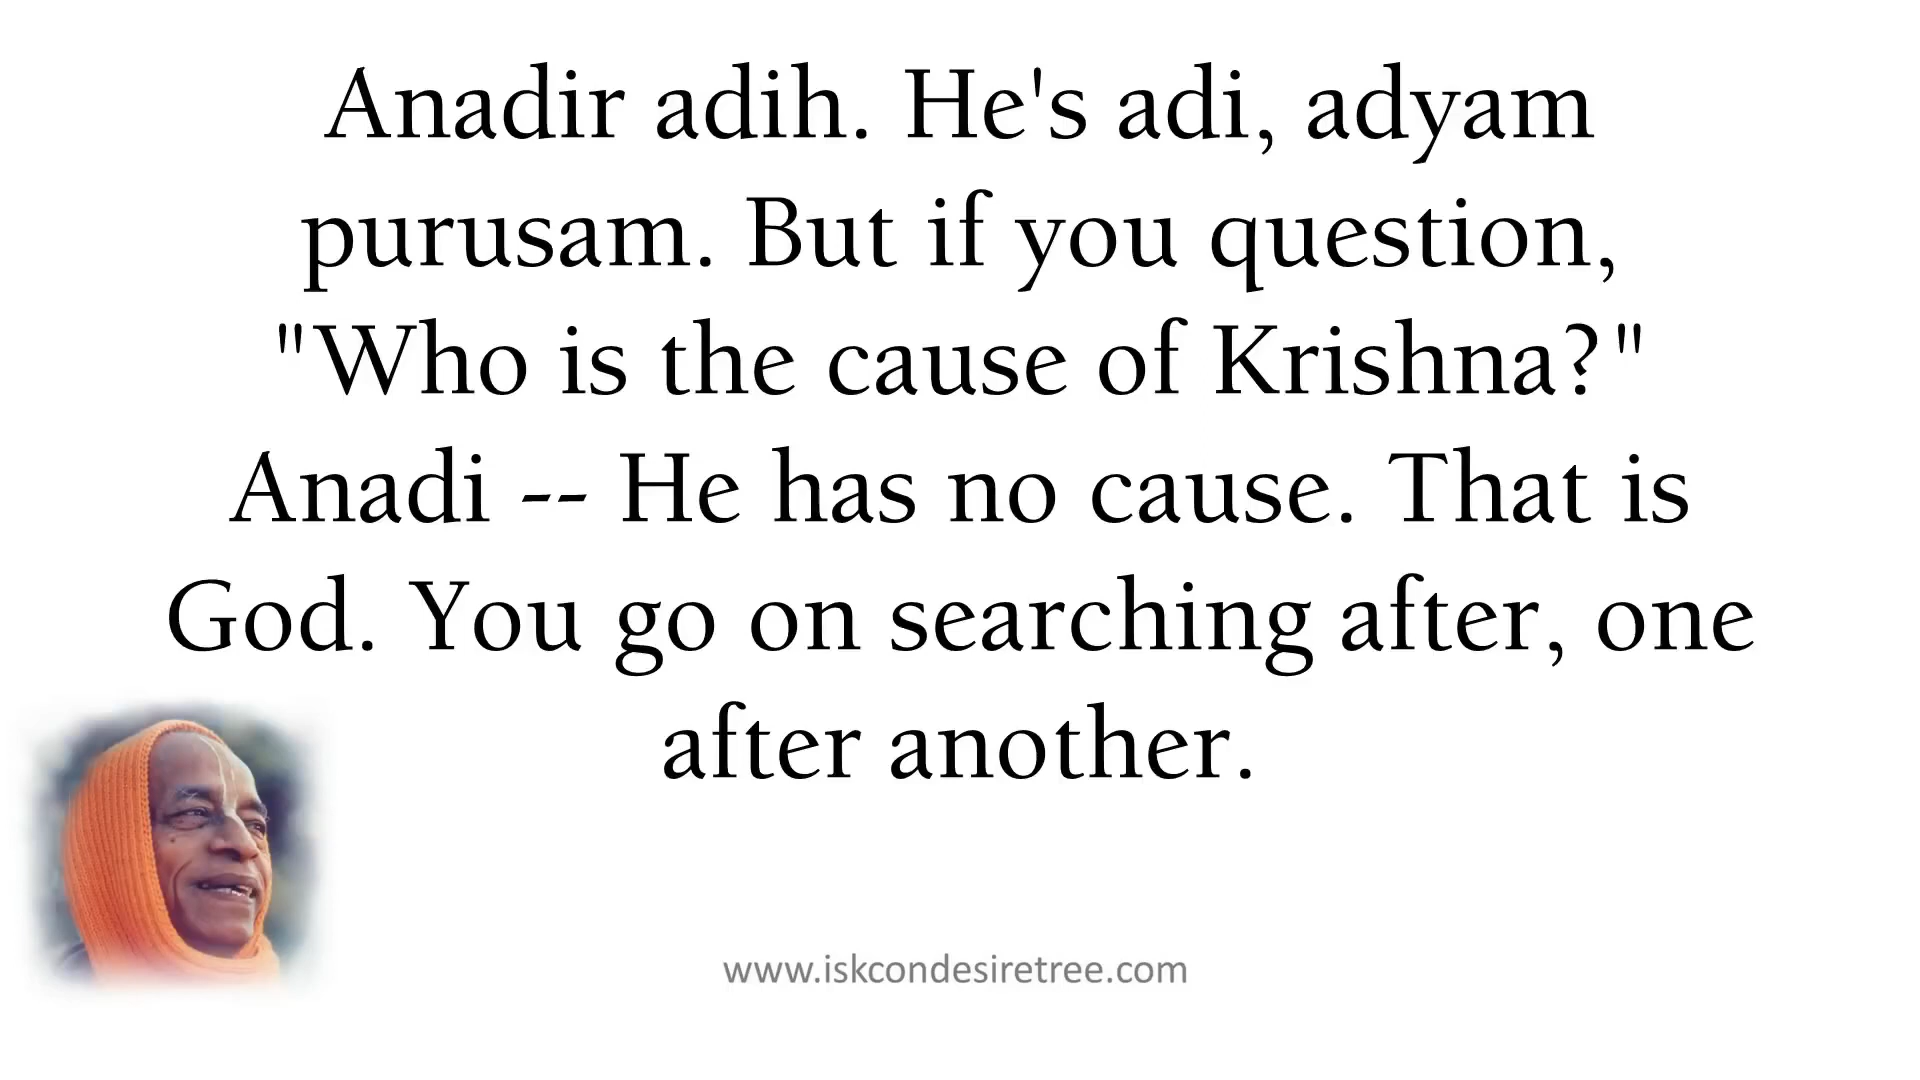 Anadir adih. He's adi, adyam
purusam. But if you question,
"Who is the cause of Krishna?"
Anadi -- He has no cause. That is
God. You go on searching after, one
after another.
www.iskcondesiretree.com